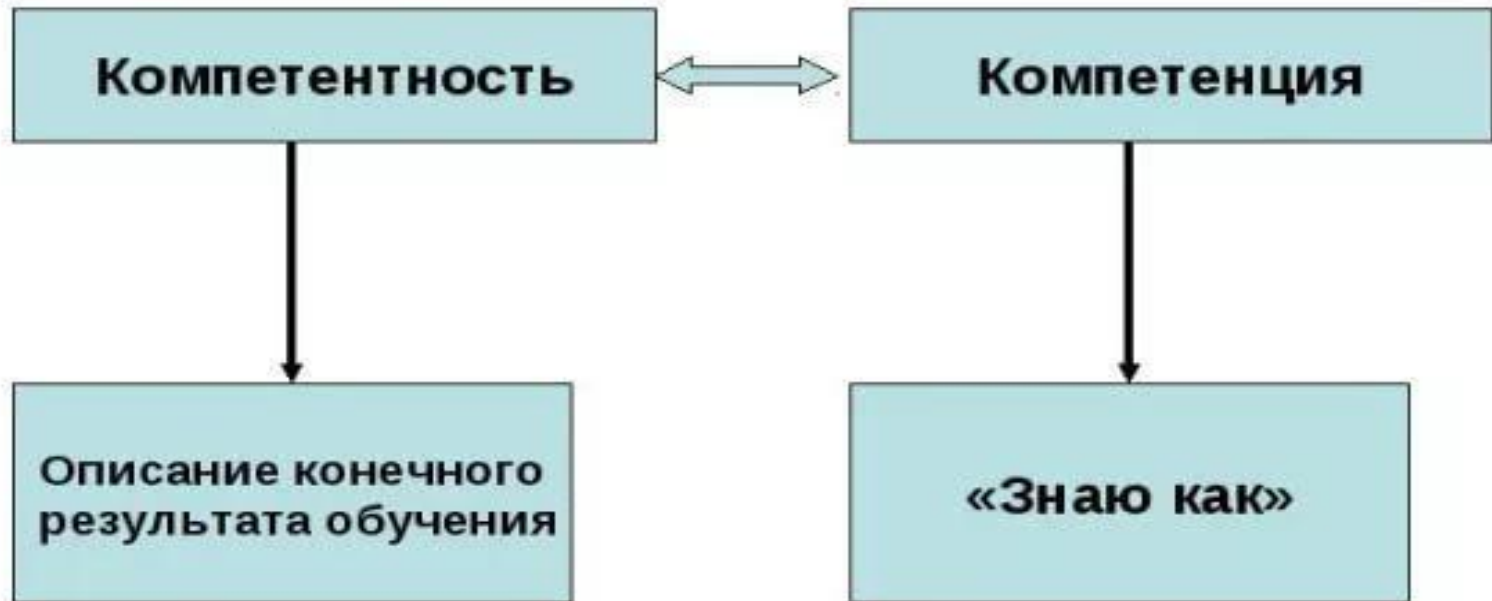 Компетентность
Компетенция
Описание конечного
результата обучения
«Знаю как»